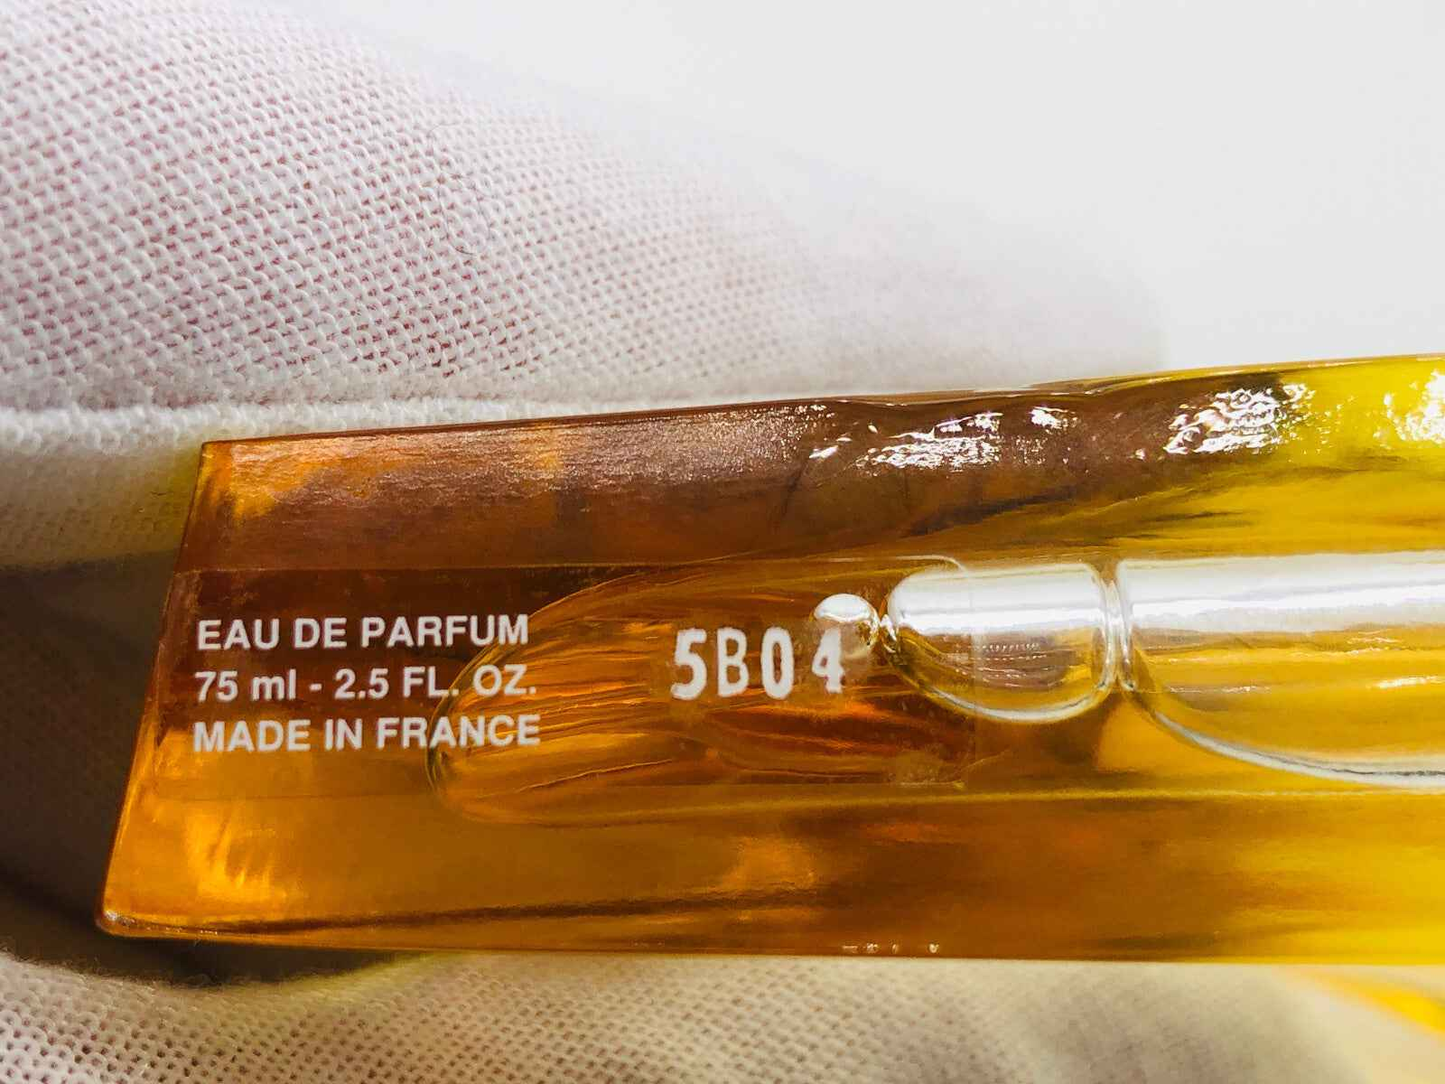 EAU DE PARFUM
75 ml - 2.5 FL. OZ.
MADE IN FRANCE
5B04